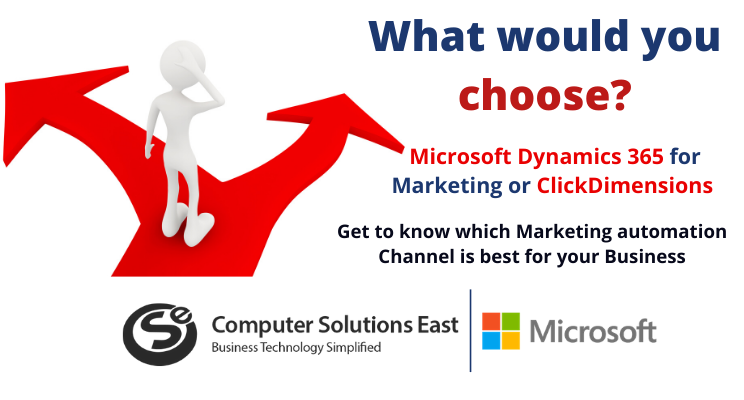 What would you
choose?
Microsoft Dynamics 365 for
Marketing or ClickDimensions
Get to know which Marketing automation
Channel is best for your Business
CSe
Computer Solutions East
Business Technology Simplified
Microsoft